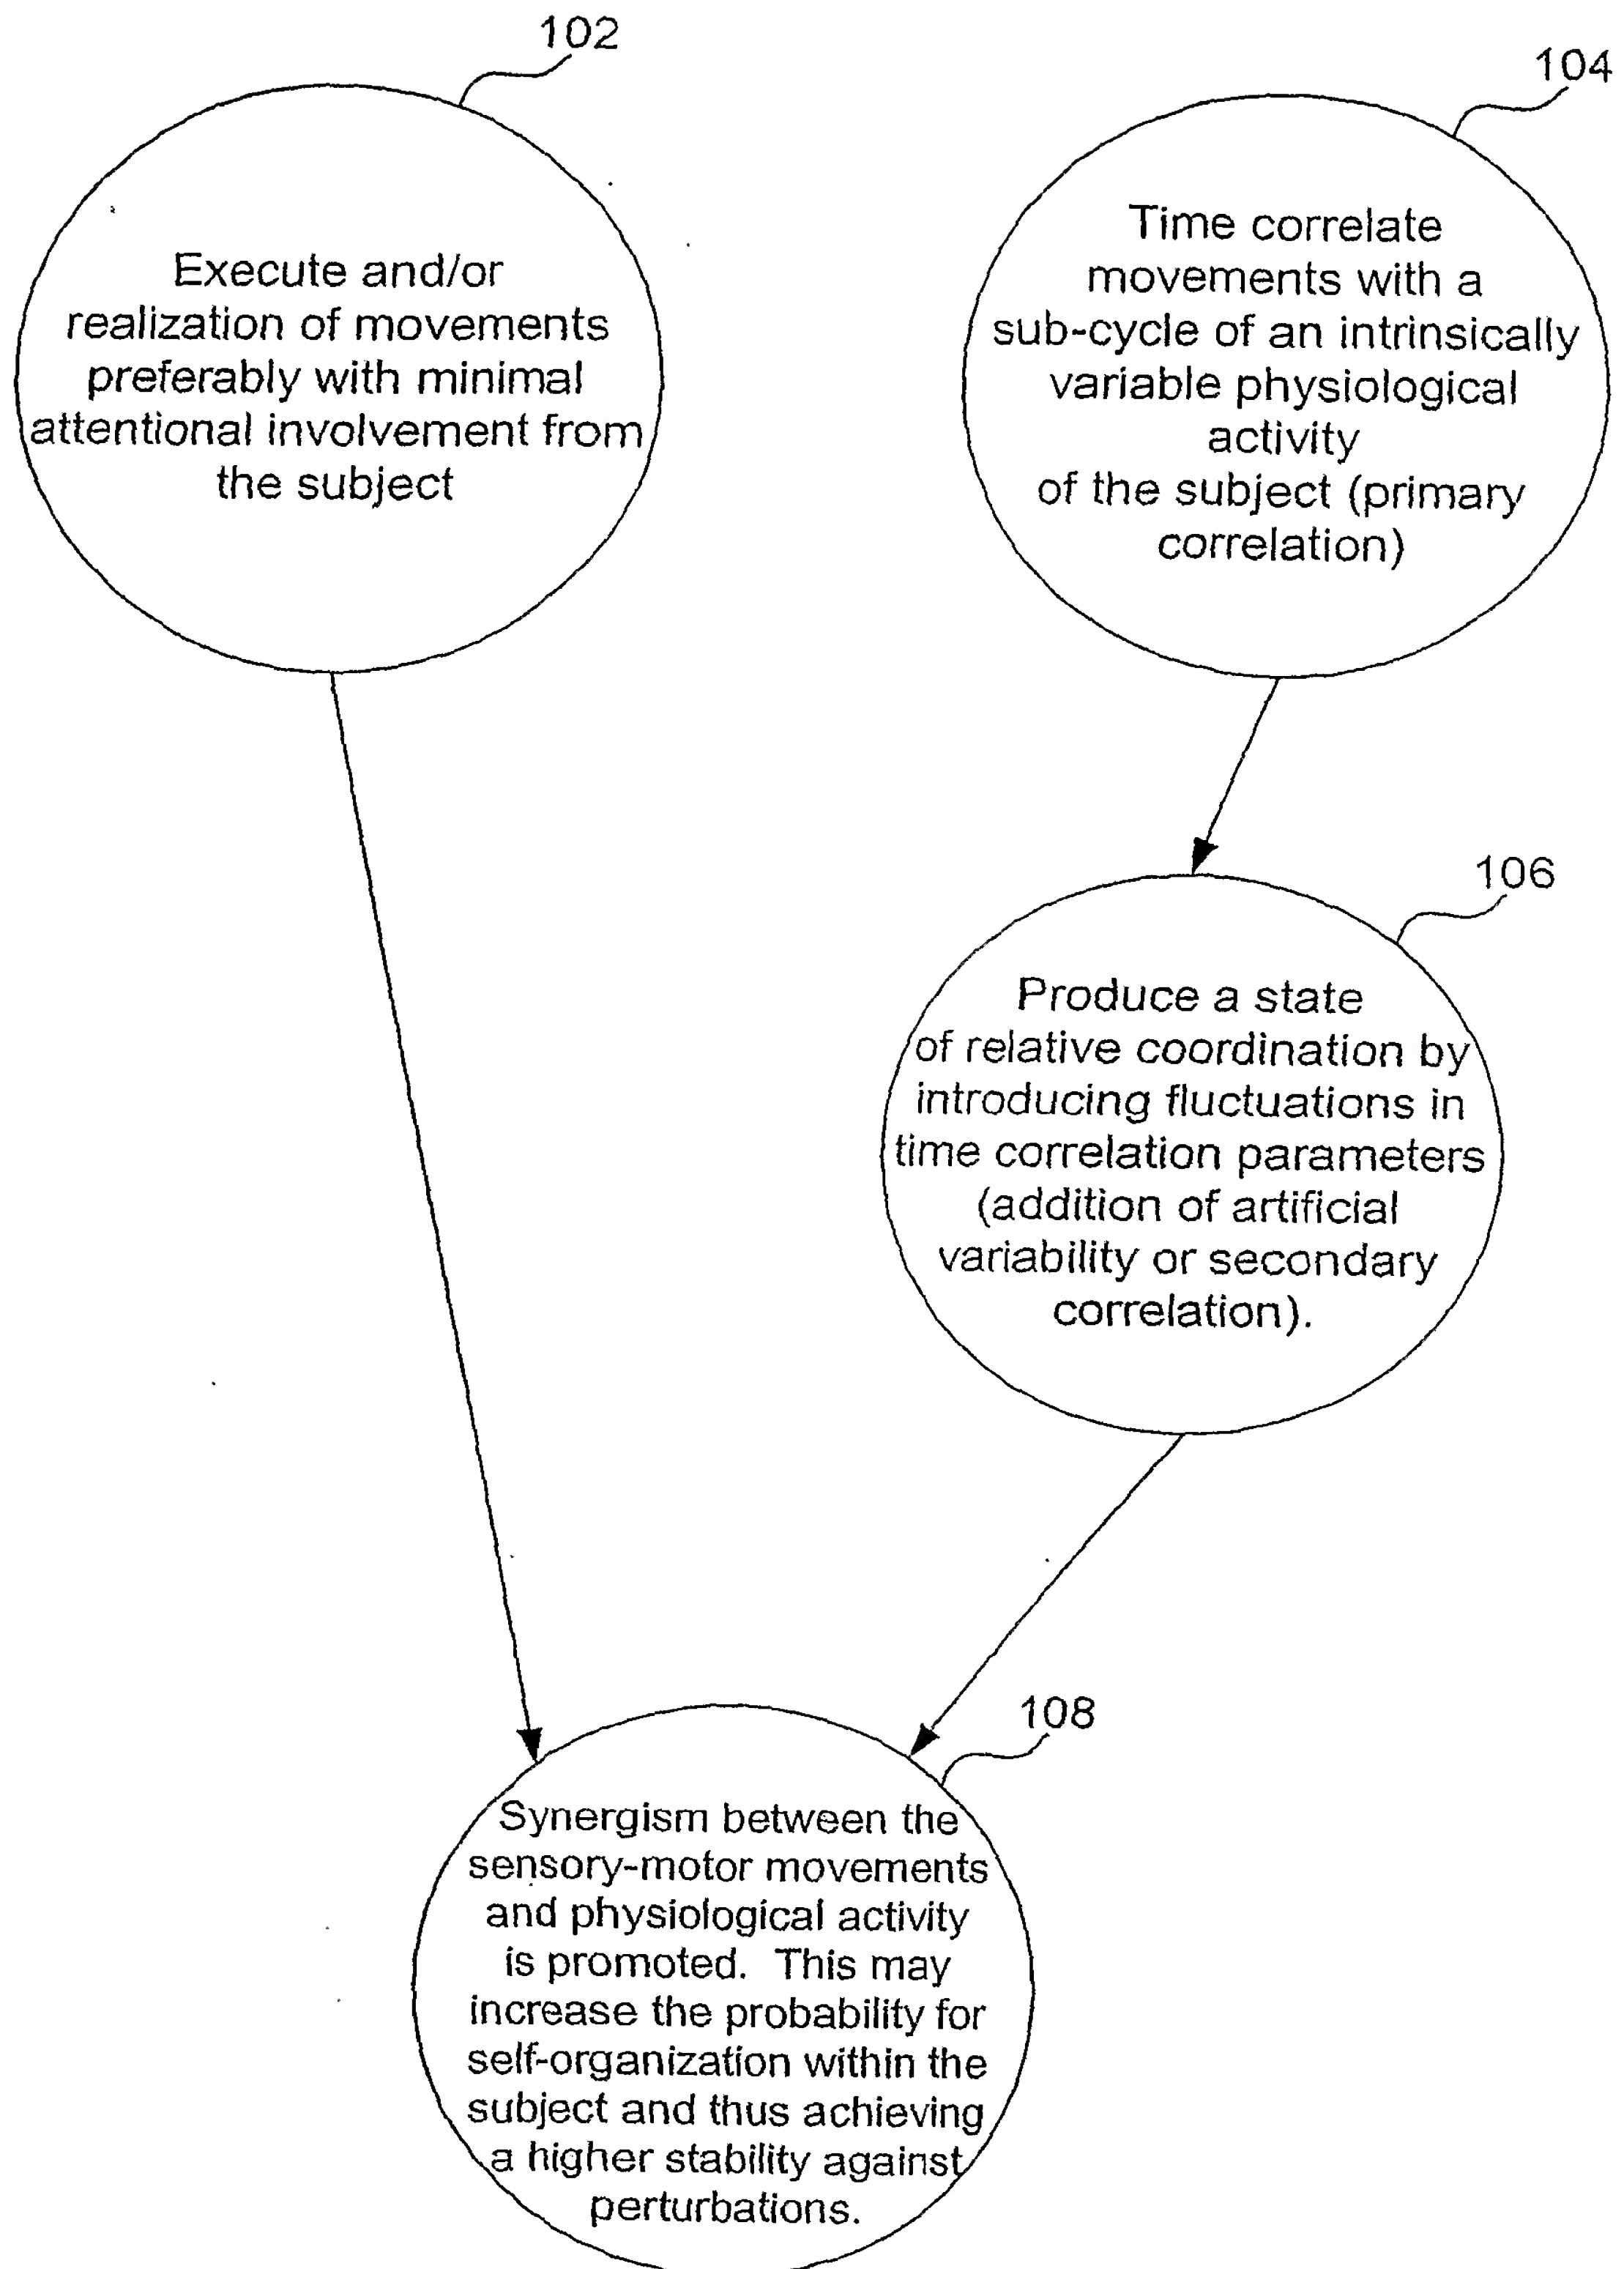 102
Execute and/or
realization of movements
preferably with minimal
attentional involvement from
the subject
104
Time correlate
movements with a
sub-cycle of an intrinsically
variable physiological
activity
of the subject (primary
correlation)
106
Produce a state
of relative coordination by
introducing fluctuations in
time correlation parameters
(addition of artificial
variability or secondary
correlation).
108
Synergism between the
sensory-motor movements
and physiological activity
is promoted. This may
increase the probability for
self-organization within the
subject and thus achieving
a higher stability against
perturbations.